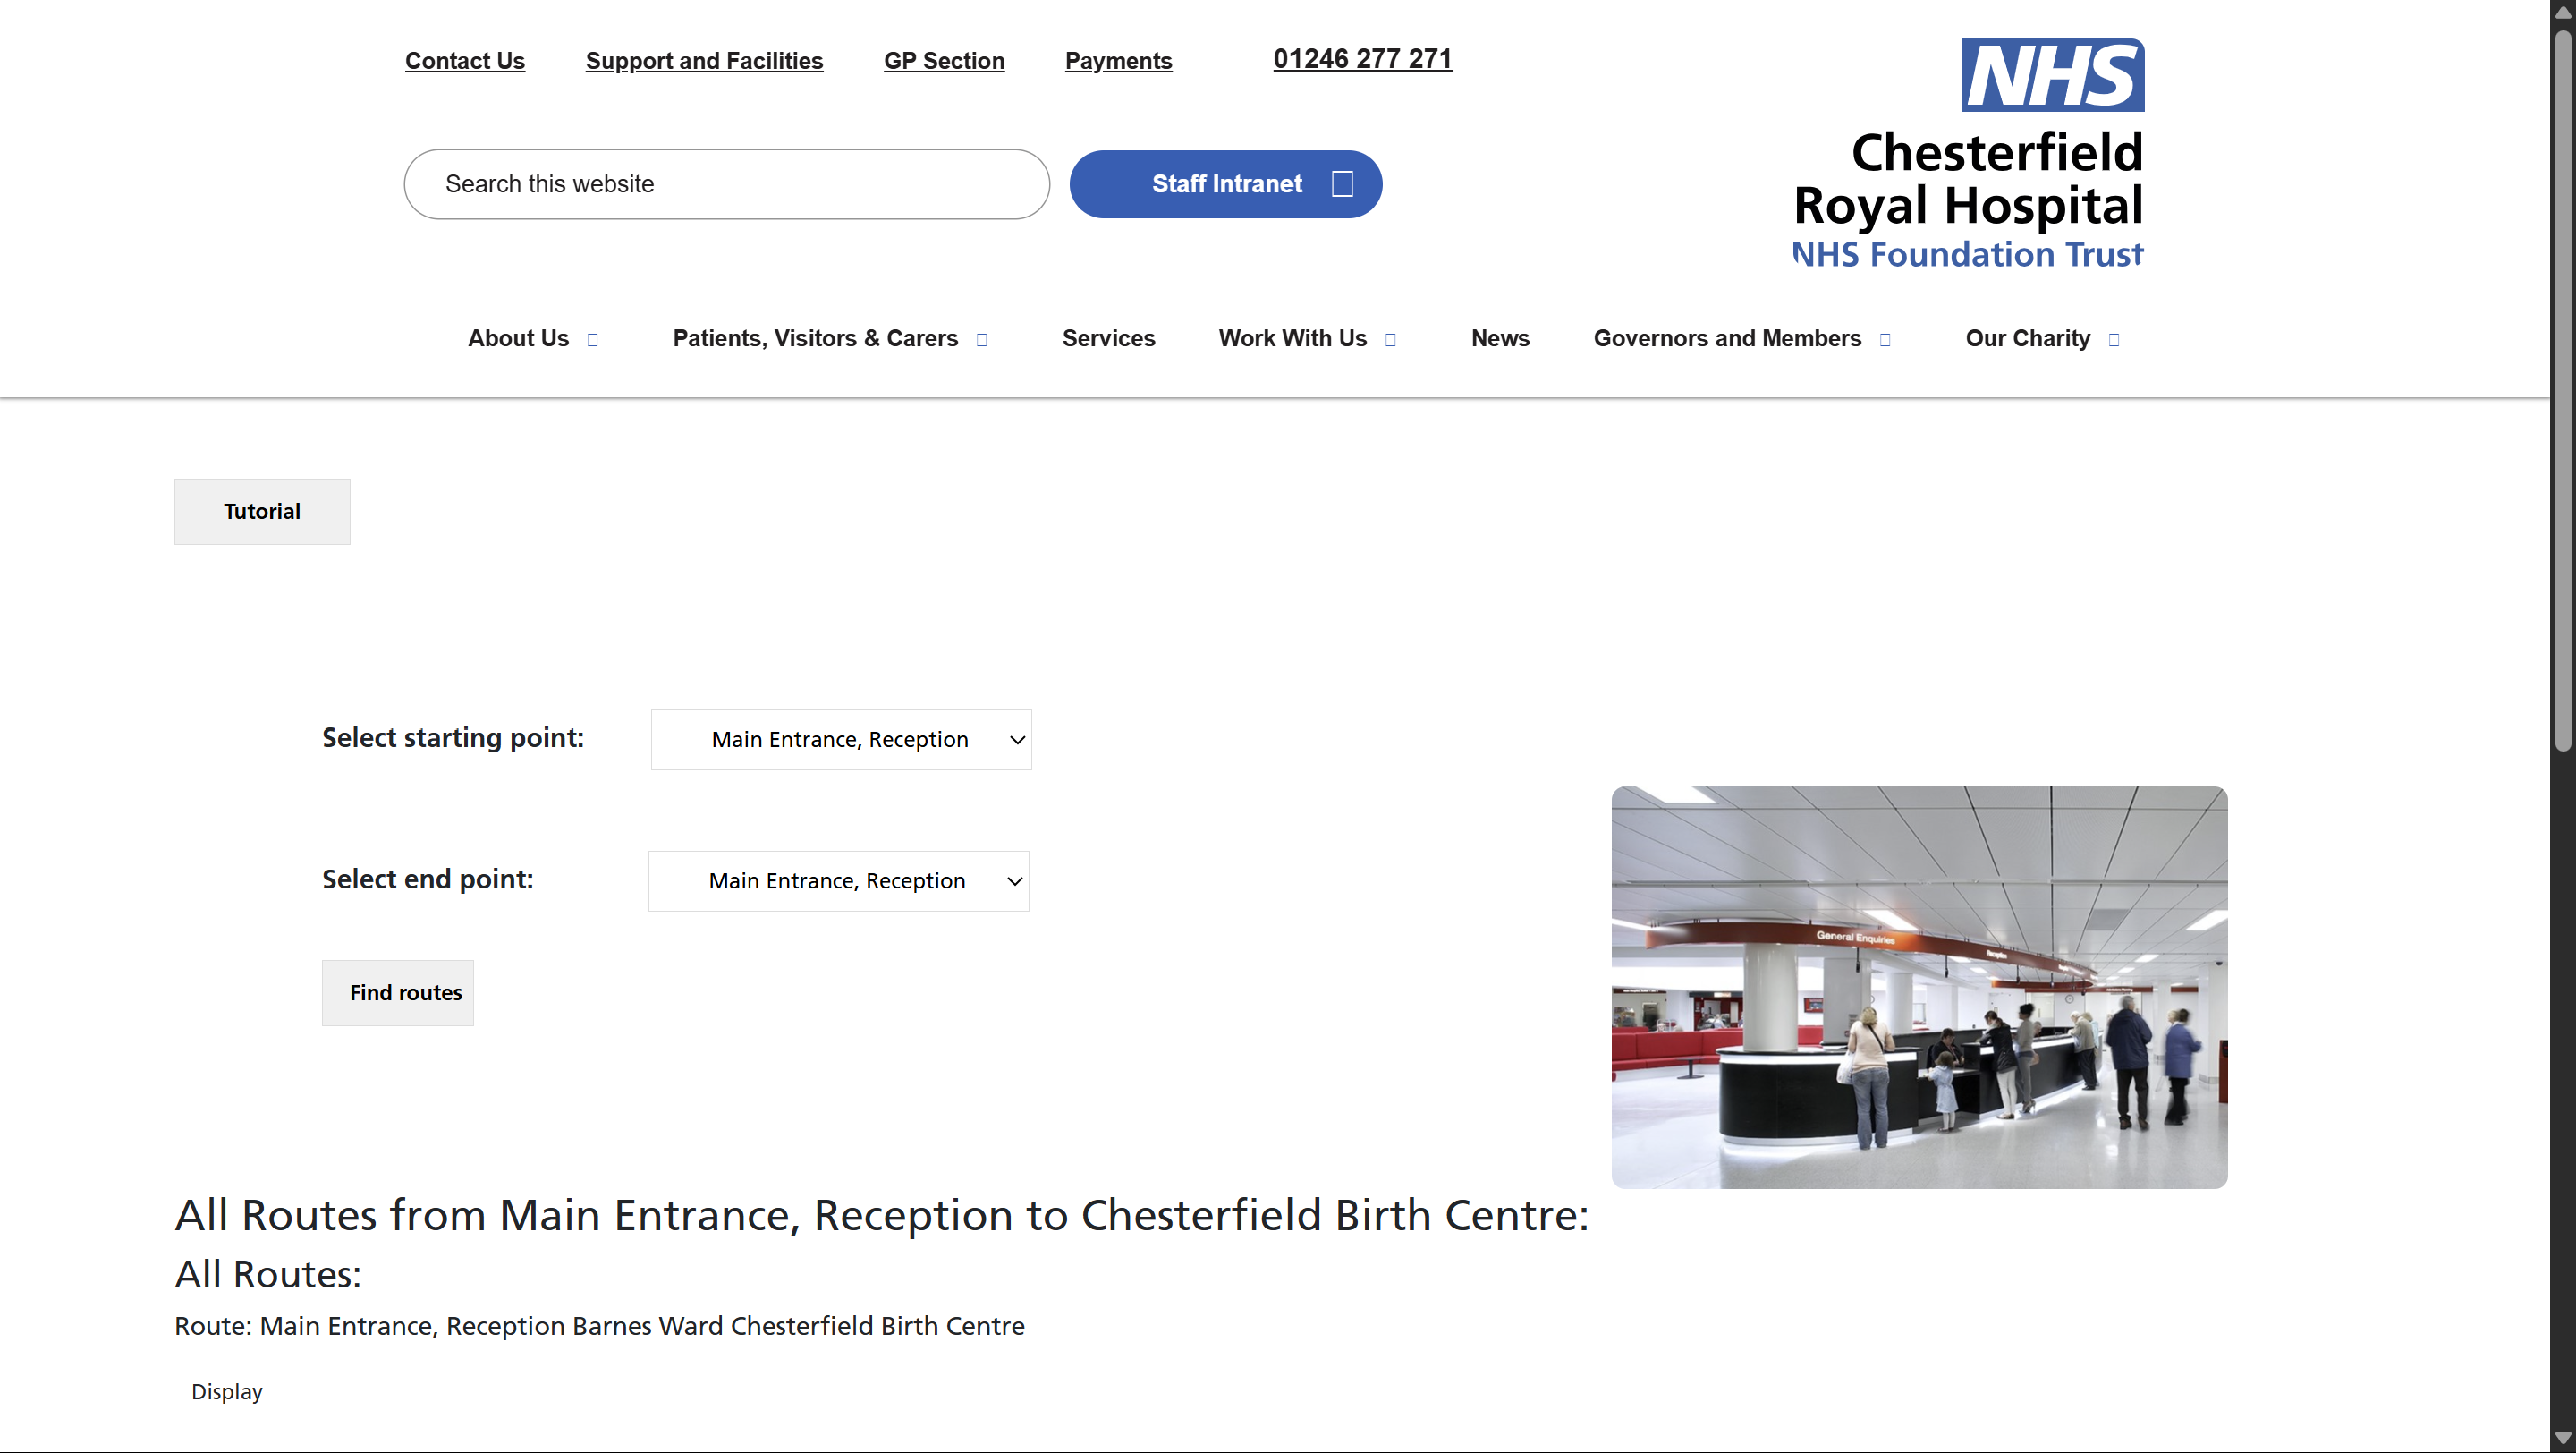 Contact Us Support and Facilities GP Section Payments 01246 277 271
NHS
Chesterfield
Royal Hospital
NHS Foundation Trust
Search this website
Staff Intranet
About Us Patients, Visitors & Carers Services Work With Us News Governors and Members Our Charity
Tutorial
Select starting point: Main Entrance, Reception
Select end point: Main Entrance, Reception
Find routes
General Enquiries
Reception
All Routes from Main Entrance, Reception to Chesterfield Birth Centre:
All Routes:
Route: Main Entrance, Reception Barnes Ward Chesterfield Birth Centre
Display